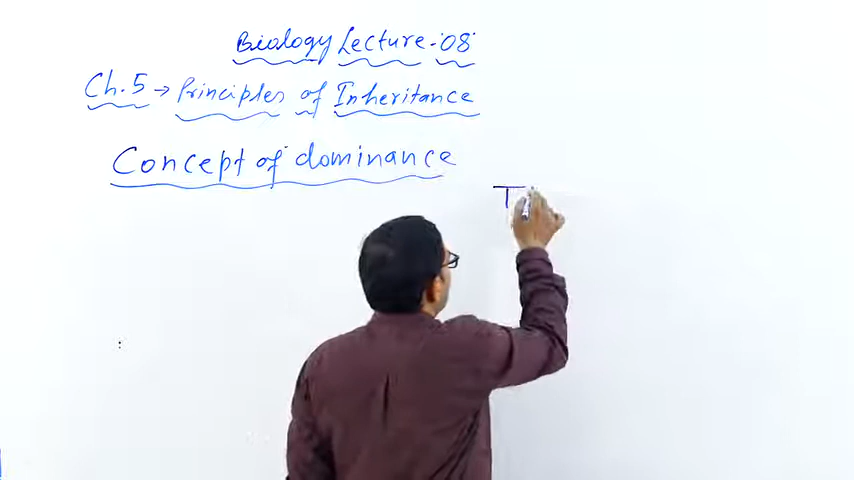 Biology Lecture-08
Ch.5→ Principles of Inheritance
Concept of dominance
T